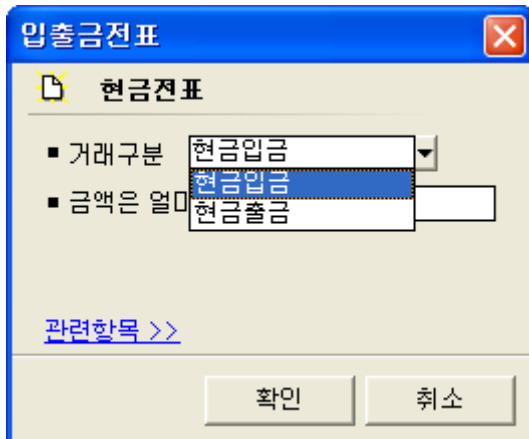 입출금전표
현금전표
▪ 거래구분 현금입금
현금입금
▪ 금액은 얼
현금출금
관련항목 >>
확인 취소